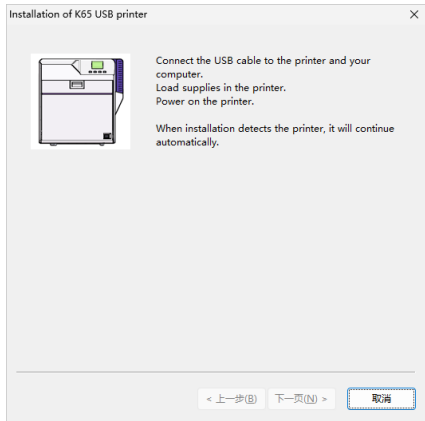 Installation of K65 USB printer
Connect the USB cable to the printer and your
computer.
Load supplies in the printer.
Power on the printer.
When installation detects the printer, it will continue
automatically.
< 上一步(B)
下一页(N) >
取消